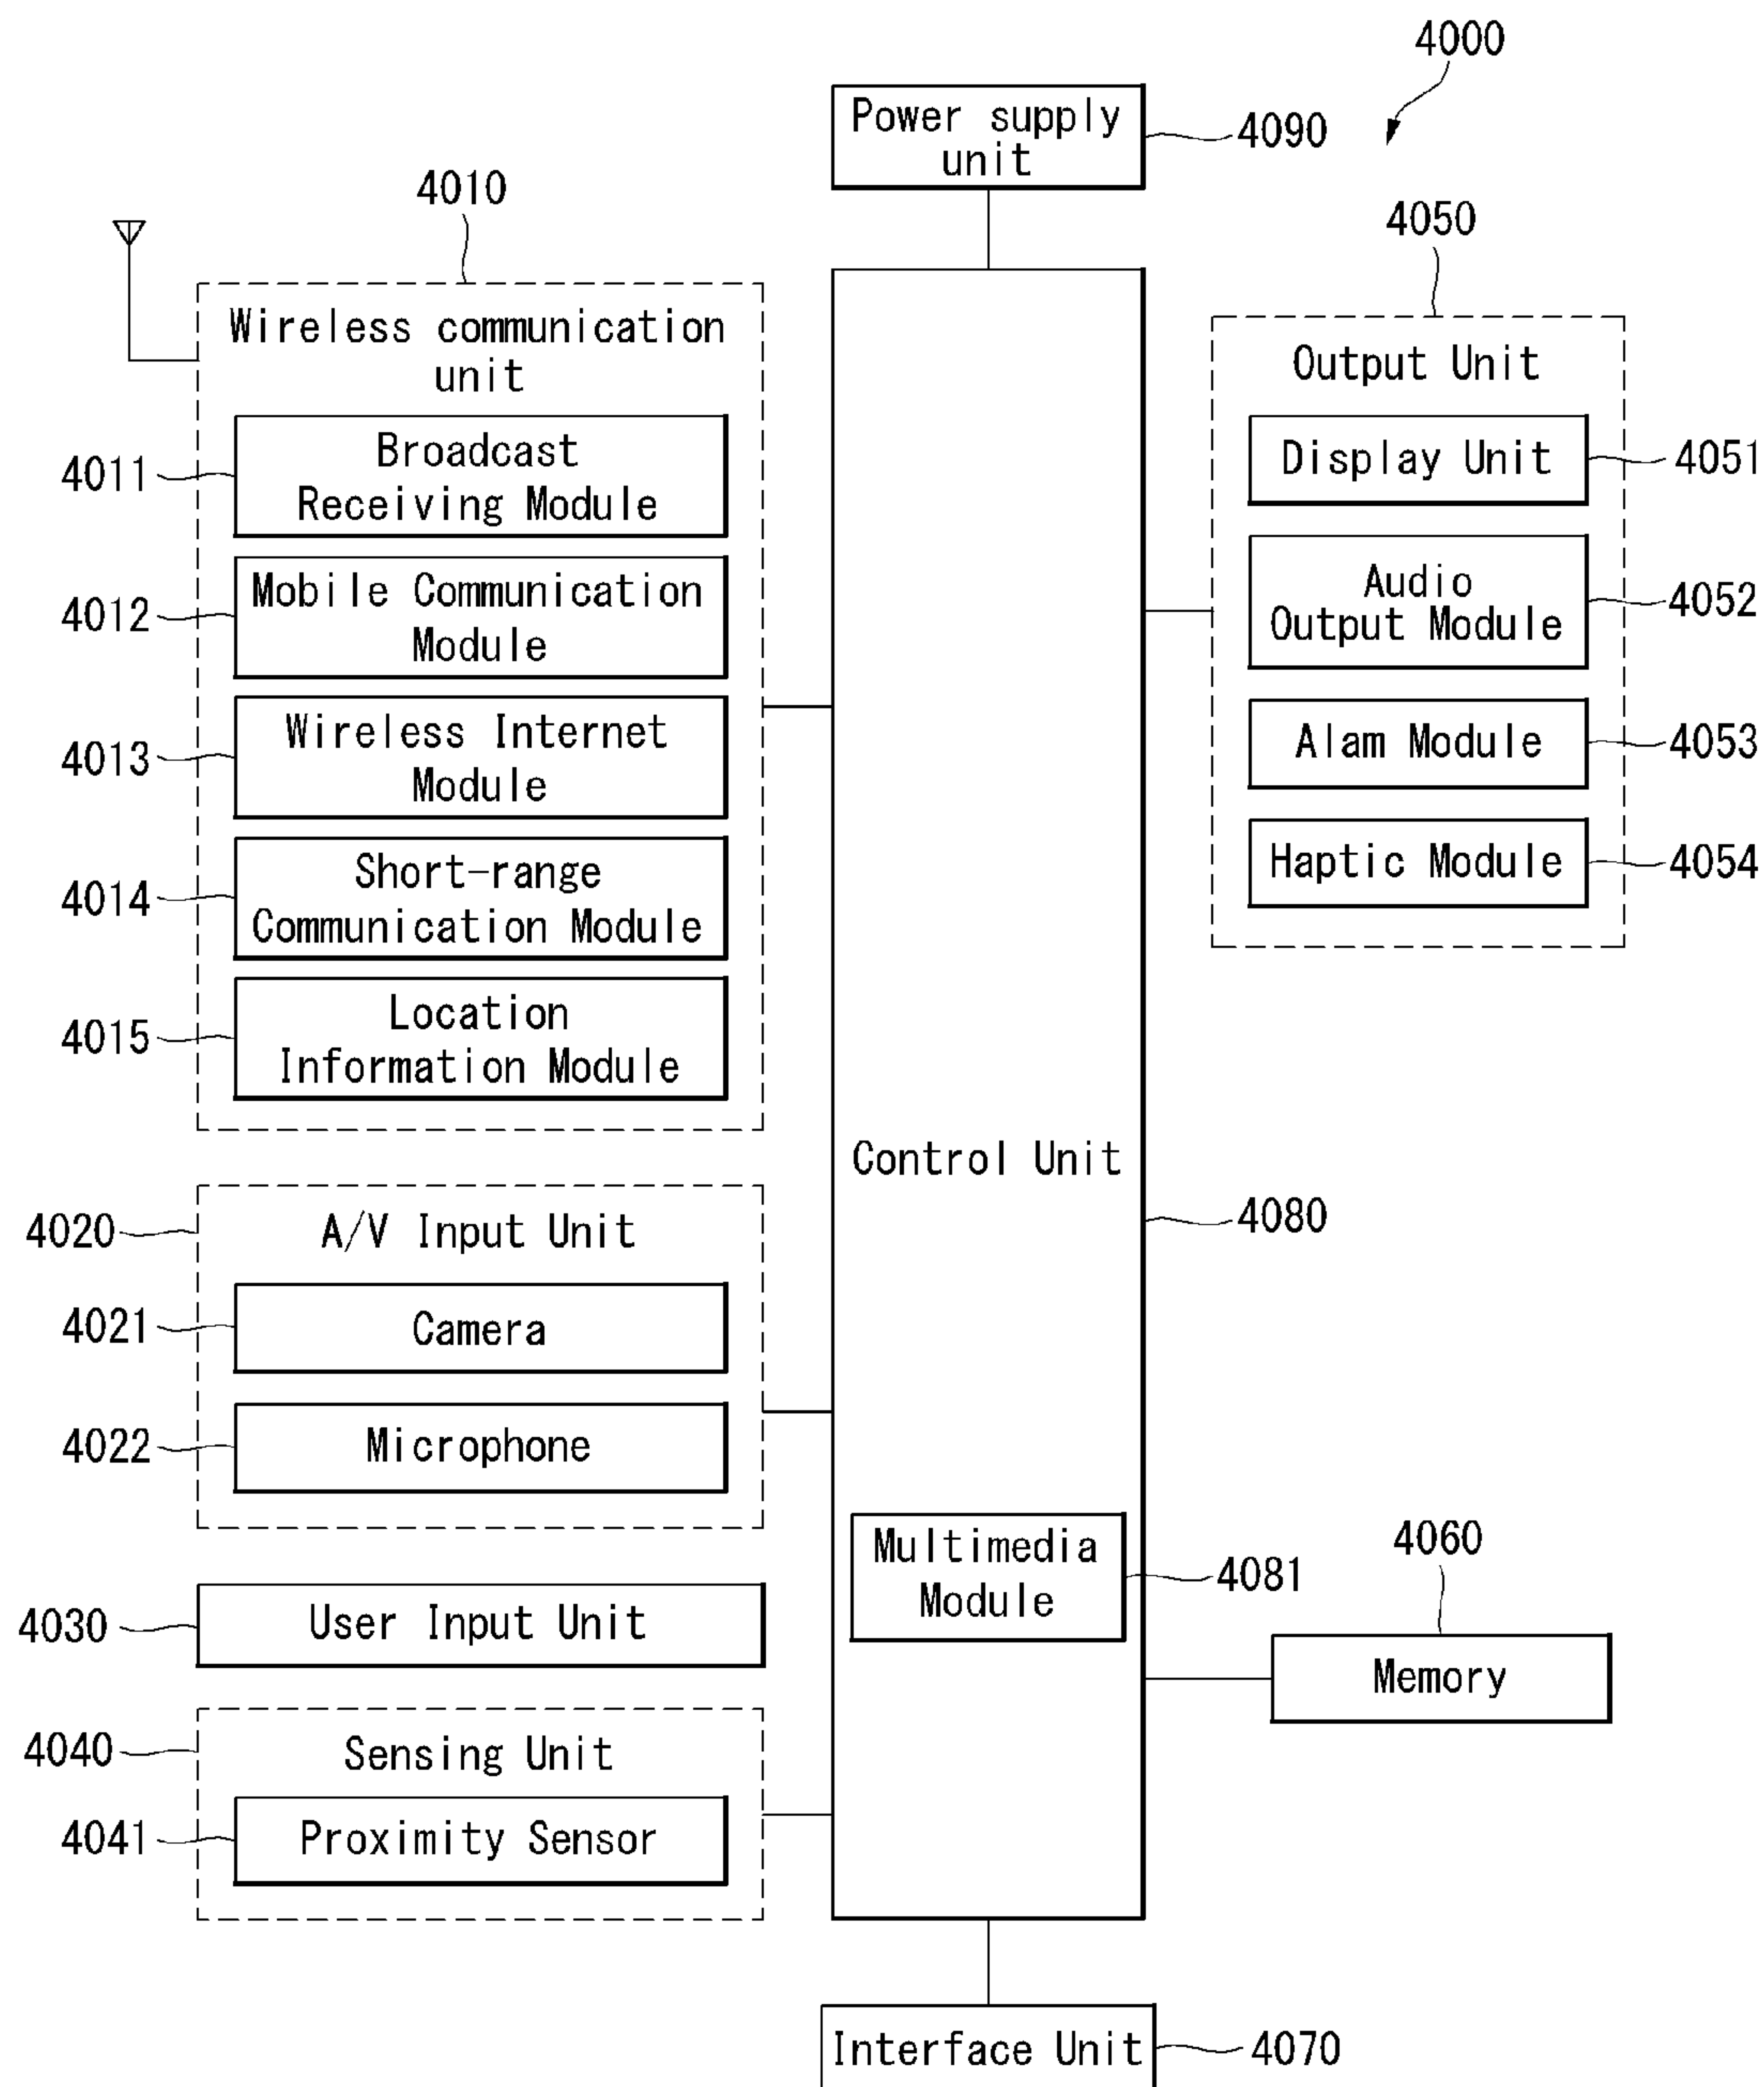 4000
Power supply
unit
4090
4010
Wireless communication
unit
4011
Broadcast
Receiving Module
4012
Mobile Communication
Module
4013
Wireless Internet
Module
4014
Short-range
Communication Module
4015
Location
Information Module
4020
A/V Input Unit
4021
Camera
4022
Microphone
4030
User Input Unit
4040
Sensing Unit
4041
Proximity Sensor
Control Unit
4080
Multimedia
Module
4081
4050
Output Unit
Display Unit
4051
Audio
Output Module
4052
Alam Module
4053
Haptic Module
4054
4060
Memory
Interface Unit
4070